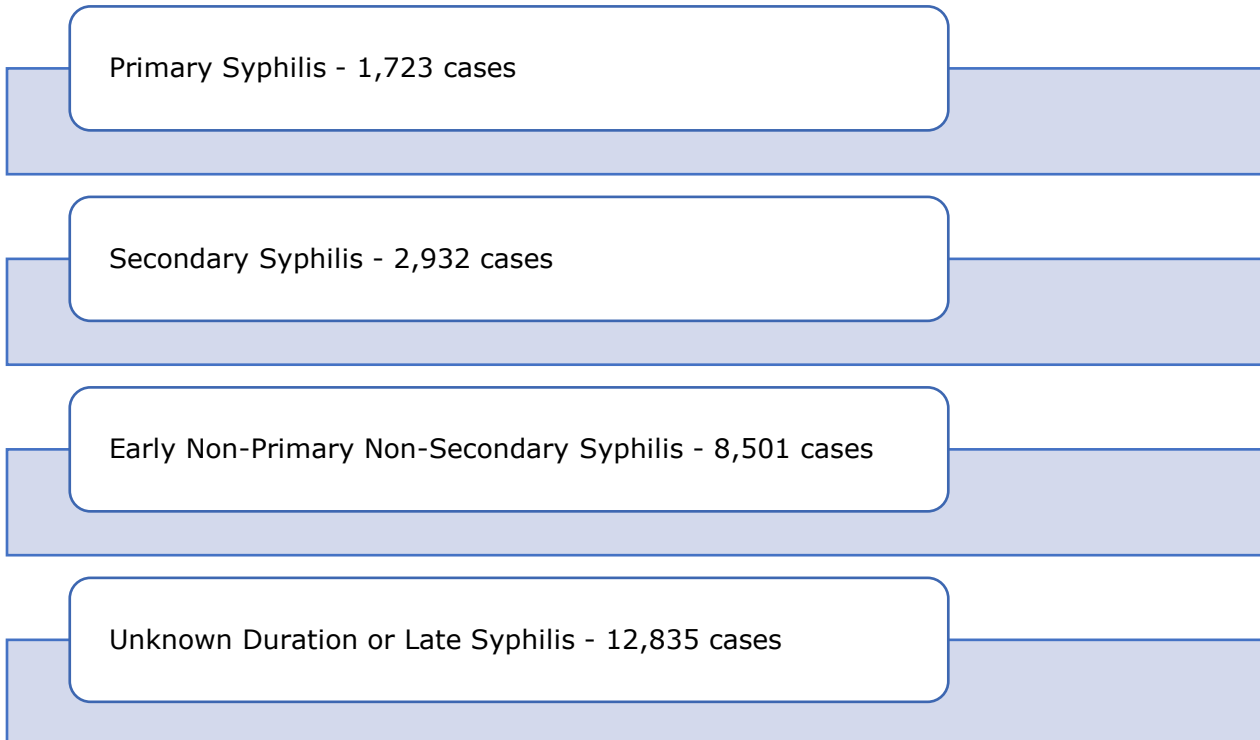 Primary Syphilis - 1,723 cases
Secondary Syphilis - 2,932 cases
Early Non-Primary Non-Secondary Syphilis - 8,501 cases
Unknown Duration or Late Syphilis - 12,835 cases